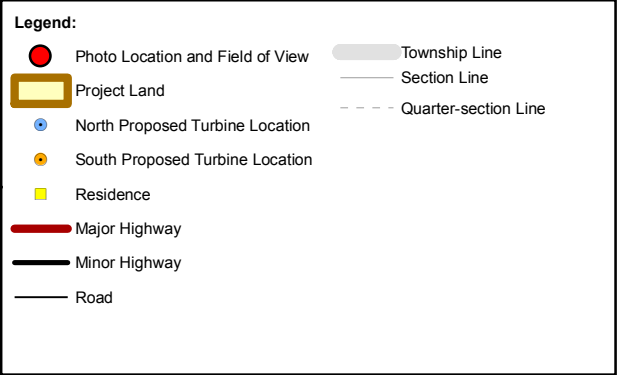 Legend:
Photo Location and Field of View
Project Land
North Proposed Turbine Location
South Proposed Turbine Location
Residence
Major Highway
Minor Highway
Road
Township Line
Section Line
Quarter-section Line